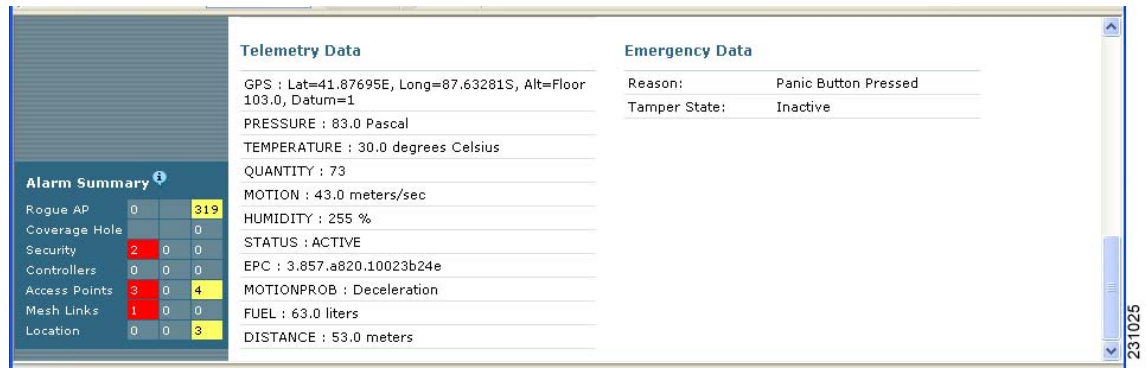 Telemetry Data
GPS : Lat=41.87695E, Long=87.63281S, Alt=Floor
103.0, Datum=1
PRESSURE : 83.0 Pascal
TEMPERATURE : 30.0 degrees Celsius
QUANTITY : 73
MOTION : 43.0 meters/sec
HUMIDITY : 255 %
STATUS : ACTIVE
EPC : 3.857.a820.10023b24e
MOTIONPROB : Deceleration
FUEL : 63.0 liters
DISTANCE : 53.0 meters
Emergency Data
Reason: Panic Button Pressed
Tamper State: Inactive
Alarm Summary
Rogue AP 0 319
Coverage Hole 0
Security 2 0 0
Controllers 0 0 0
Access Points 3 0 4
Mesh Links 1 0 0
Location 0 0 3
231025